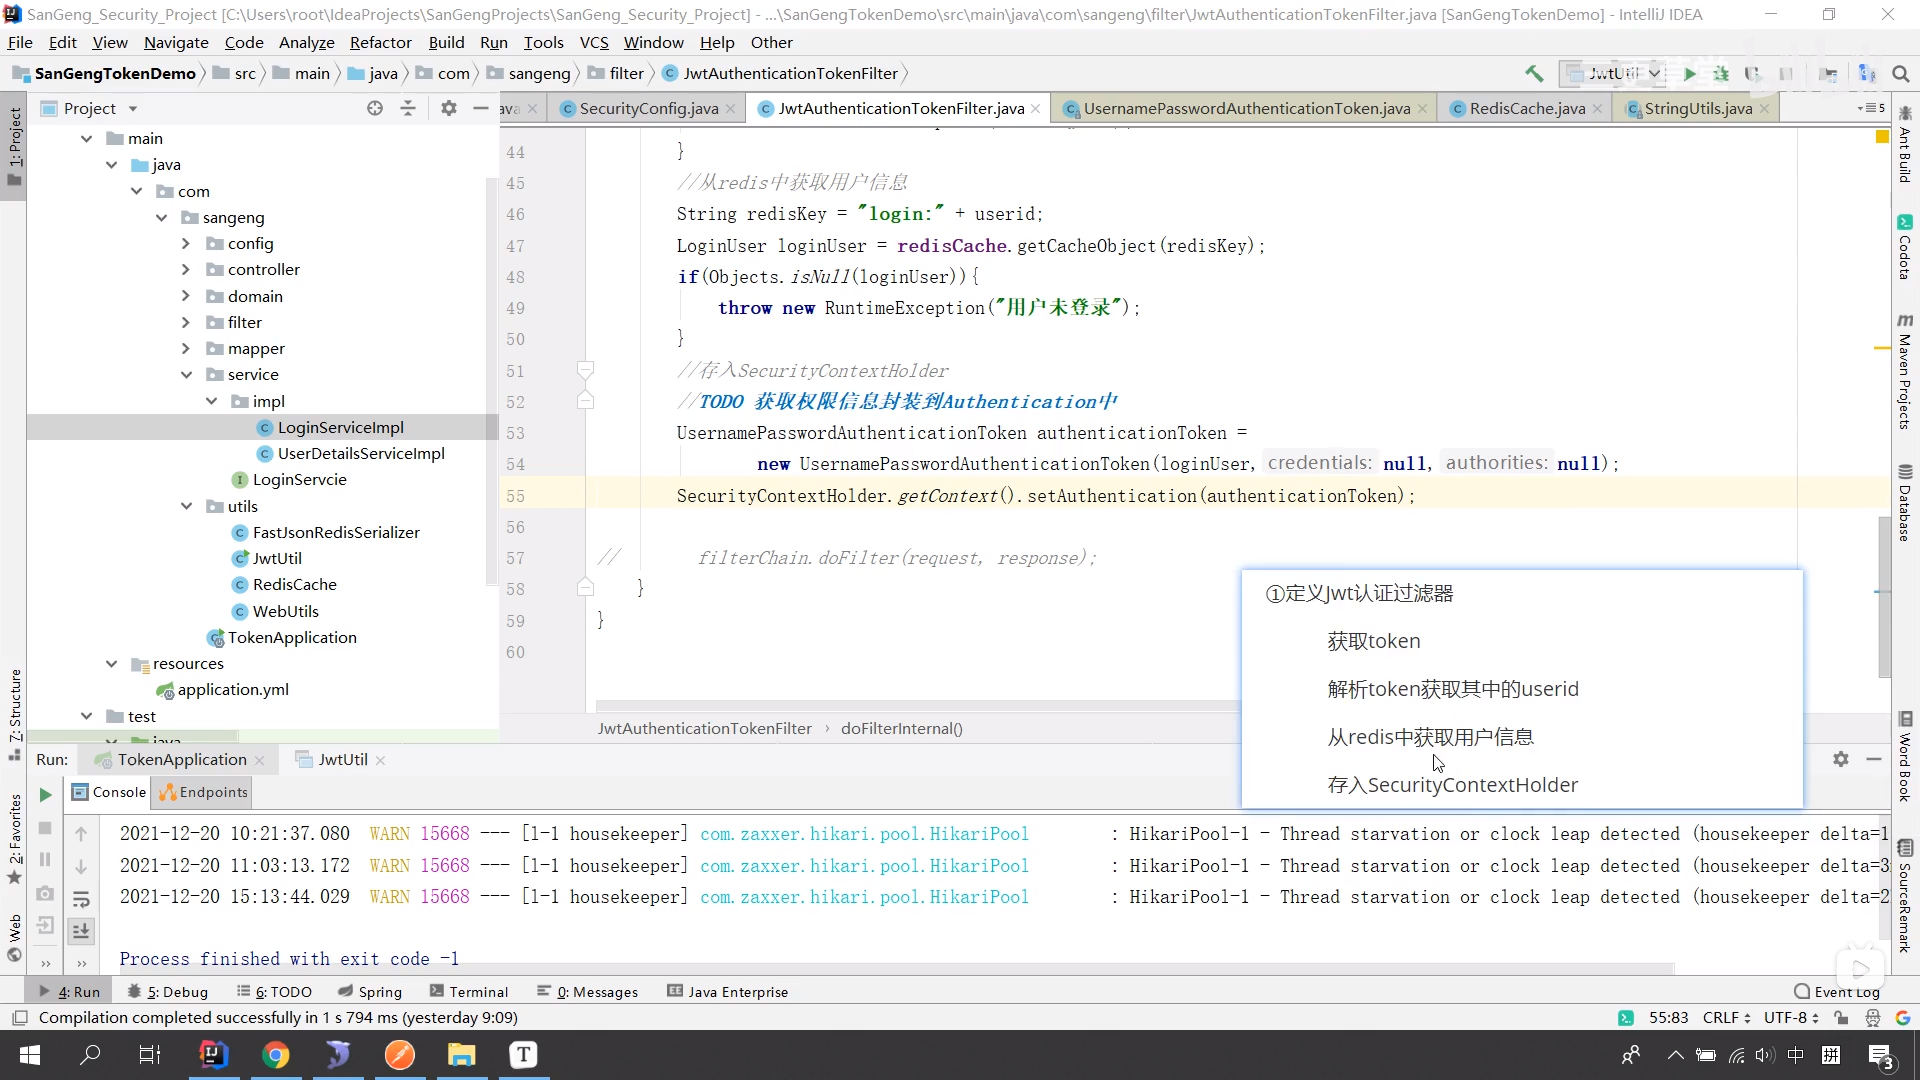 SanGeng_Security_Project [C:\Users\root\IdeaProjects\SanGengProjects\SanGeng_Security_Project] - ...\SanGengTokenDemo\src\main\java\com\sangeng\filter\JwtAuthenticationTokenFilter.java [SanGengTokenDemo] - IntelliJ IDEA
File Edit View Navigate Code Analyze Refactor Build Run Tools VCS Window Help Other
SanGengTokenDemo src main java com sangeng filter JwtAuthenticationTokenFilter
JwtUtil
Project
SecurityConfig.java JwtAuthenticationTokenFilter.java UsernamePasswordAuthenticationToken.java RedisCache.java StringUtils.java 5
main
java
com
sangeng
config
controller
domain
filter
mapper
service
impl
LoginServiceImpl
UserDetailsServiceImpl
LoginServcie
utils
FastJsonRedisSerializer
JwtUtil
RedisCache
WebUtils
TokenApplication
resources
application.yml
test
java
44 }
45 //从redis中获取用户信息
46 String redisKey = "login:" + userid;
47 LoginUser loginUser = redisCache.getCacheObject(redisKey);
48 if(Objects.isNull(loginUser)){
49 throw new RuntimeException("用户未登录");
50 }
51 //存入SecurityContextHolder
52 //TODO 获取权限信息封装到Authentication中
53 UsernamePasswordAuthenticationToken authenticationToken =
54 new UsernamePasswordAuthenticationToken(loginUser, credentials: null, authorities: null);
55 SecurityContextHolder.getContext().setAuthentication(authenticationToken);
56
57 // filterChain.doFilter(request, response);
58 }
59 }
60
JwtAuthenticationTokenFilter › doFilterInternal()
①定义Jwt认证过滤器
获取token
解析token获取其中的userid
从redis中获取用户信息
存入SecurityContextHolder
1: Project
7: Structure
2: Favorites
Web
Ant Build
Codota
Maven Projects
Database
Word Book
SourceRemark
Run: TokenApplication JwtUtil
Console Endpoints
2021-12-20 10:21:37.080 WARN 15668 --- [l-1 housekeeper] com.zaxxer.hikari.pool.HikariPool : HikariPool-1 - Thread starvation or clock leap detected (housekeeper delta=1
2021-12-20 11:03:13.172 WARN 15668 --- [l-1 housekeeper] com.zaxxer.hikari.pool.HikariPool : HikariPool-1 - Thread starvation or clock leap detected (housekeeper delta=3
2021-12-20 15:13:44.029 WARN 15668 --- [l-1 housekeeper] com.zaxxer.hikari.pool.HikariPool : HikariPool-1 - Thread starvation or clock leap detected (housekeeper delta=2
Process finished with exit code -1
4: Run 5: Debug 6: TODO Spring Terminal 0: Messages Java Enterprise Event Log
Compilation completed successfully in 1 s 794 ms (yesterday 9:09) 55:83 CRLF UTF-8
中 拼 3